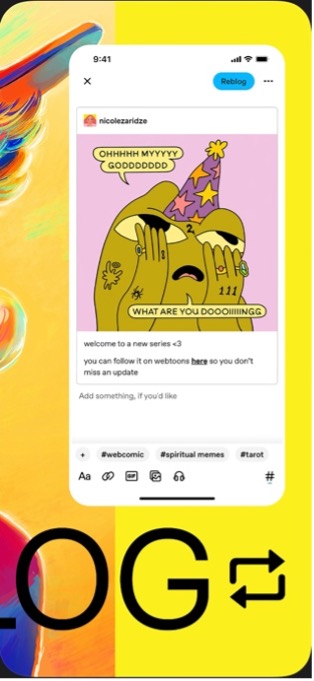 9:41
Reblog
nicolezaridze
OHHHHH MYYYYY
GODDDDDDD
2
111
WHAT ARE YOU DOOOIIIINGG
welcome to a new series <3
you can follow it on webtoons here so you don't
miss an update
Add something, if you'd like
+ #webcomic #spiritual memes #tarot
Aa GIF #
LOG